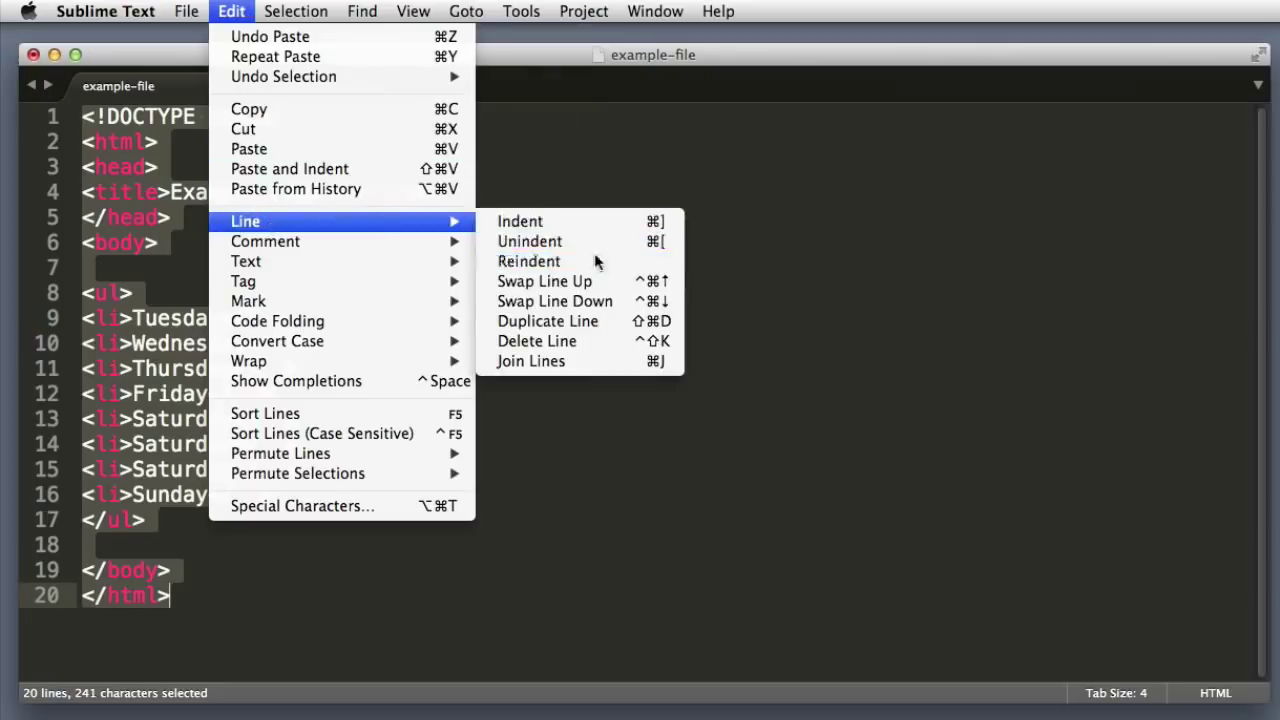 Sublime Text File Edit Selection Find View Goto Tools Project Window Help
example-file
example-file
Undo Paste ⌘Z
Repeat Paste ⌘Y
Undo Selection
Copy ⌘C
Cut ⌘X
Paste ⌘V
Paste and Indent ⇧⌘V
Paste from History ⌥⌘V
Line
Comment
Text
Tag
Mark
Code Folding
Convert Case
Wrap
Show Completions ^Space
Sort Lines F5
Sort Lines (Case Sensitive) ^F5
Permute Lines
Permute Selections
Special Characters... ⌥⌘T
Indent ⌘]
Unindent ⌘[
Reindent
Swap Line Up ^⌘↑
Swap Line Down ^⌘↓
Duplicate Line ⇧⌘D
Delete Line ^⇧K
Join Lines ⌘J
1 <!DOCTYPE
2 <html>
3 <head>
4 <title>Exa
5 </head>
6 <body>
7
8 <ul>
9 <li>Tuesda
10 <li>Wednes
11 <li>Thursd
12 <li>Friday
13 <li>Saturd
14 <li>Saturd
15 <li>Saturd
16 <li>Sunday
17 </ul>
18
19 </body>
20 </html>
20 lines, 241 characters selected Tab Size: 4 HTML